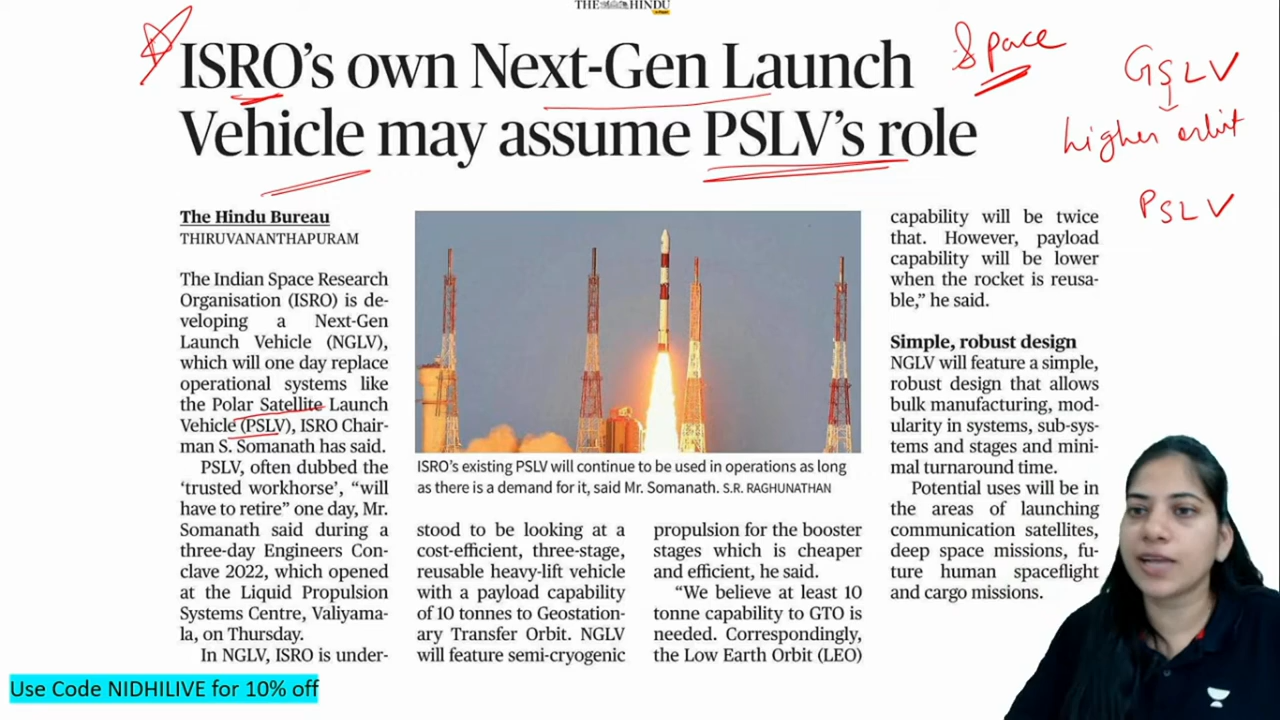 THE HINDU
ISRO's own Next-Gen Launch
Vehicle may assume PSLV's role
Space
GSLV
higher orbit
PSLV
The Hindu Bureau
THIRUVANANTHAPURAM
The Indian Space Research
Organisation (ISRO) is de-
veloping a Next-Gen
Launch Vehicle (NGLV),
which will one day replace
operational systems like
the Polar Satellite Launch
Vehicle (PSLV), ISRO Chair-
man S. Somanath has said.
PSLV, often dubbed the
'trusted workhorse', "will
have to retire" one day, Mr.
Somanath said during a
three-day Engineers Con-
clave 2022, which opened
at the Liquid Propulsion
Systems Centre, Valiyama-
la, on Thursday.
In NGLV, ISRO is under-
ISRO's existing PSLV will continue to be used in operations as long
as there is a demand for it, said Mr. Somanath. S.R. RAGHUNATHAN
stood to be looking at a
cost-efficient, three-stage,
reusable heavy-lift vehicle
with a payload capability
of 10 tonnes to Geostation-
ary Transfer Orbit. NGLV
will feature semi-cryogenic
propulsion for the booster
stages which is cheaper
and efficient, he said.
"We believe at least 10
tonne capability to GTO is
needed. Correspondingly,
the Low Earth Orbit (LEO)
capability will be twice
that. However, payload
capability will be lower
when the rocket is reusa-
ble," he said.
Simple, robust design
NGLV will feature a simple,
robust design that allows
bulk manufacturing, mod-
ularity in systems, sub-sys-
tems and stages and mini-
mal turnaround time.
Potential uses will be in
the areas of launching
communication satellites,
deep space missions, fu-
ture human spaceflight
and cargo missions.
Use Code NIDHILIVE for 10% off